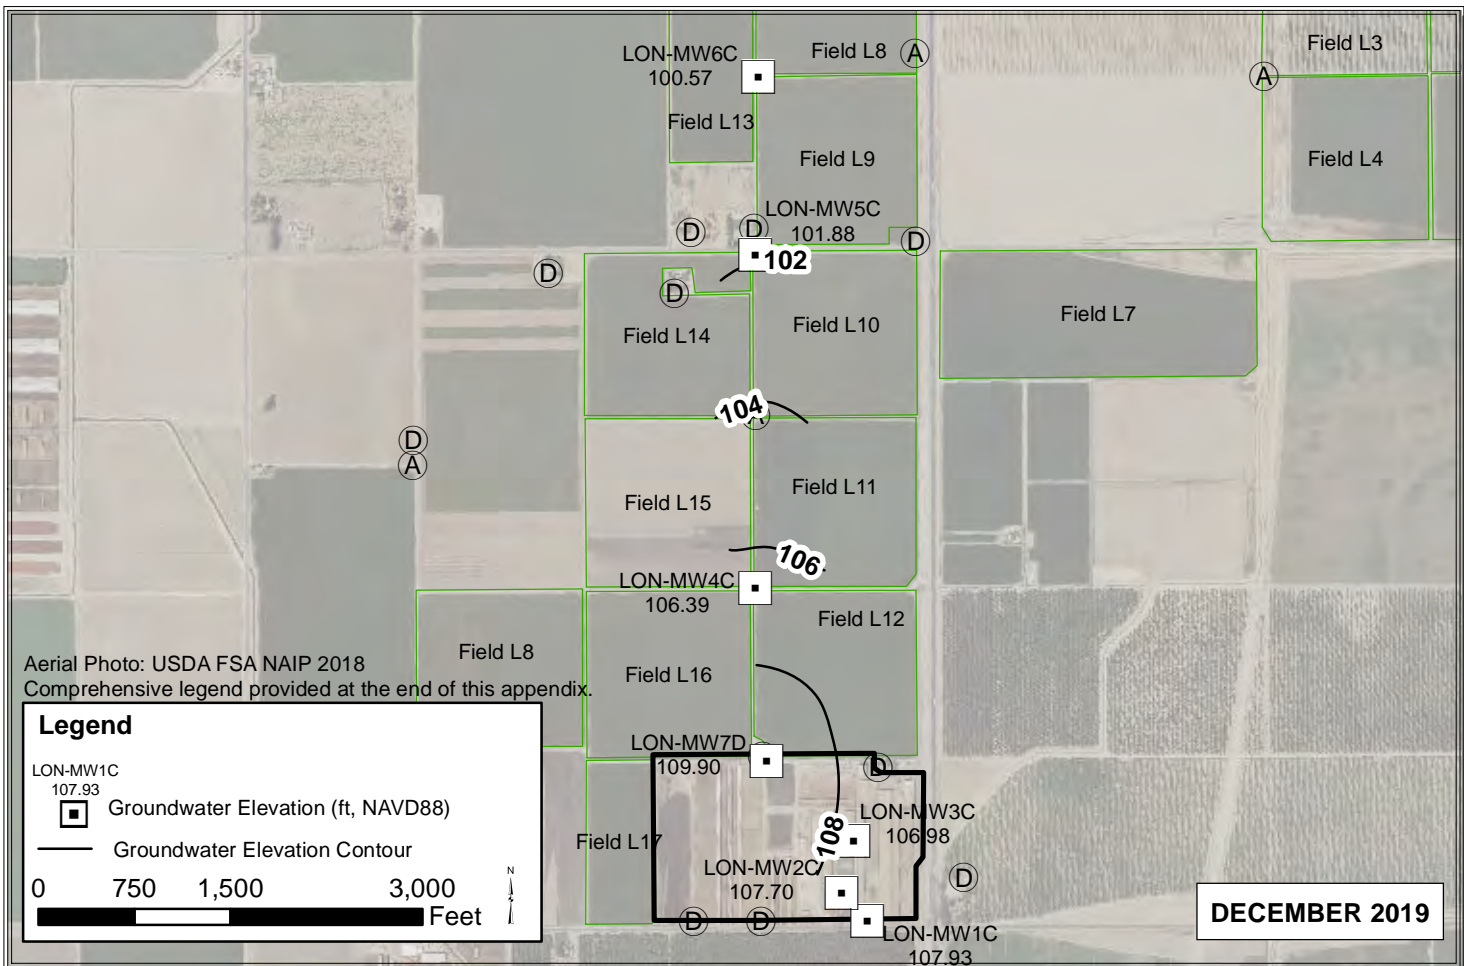 LON-MW6C
100.57
Field L8
A
Field L3
A
Field L13
Field L9
Field L4
LON-MW5C
101.88
D
D
D
102
D
D
Field L14
Field L10
Field L7
104
A
D
A
Field L15
Field L11
106
LON-MW4C
106.39
Field L12
Field L8
Field L16
Aerial Photo: USDA FSA NAIP 2018
Comprehensive legend provided at the end of this appendix.
LON-MW7D
109.90
D
Field L17
LON-MW3C
106.98
108
LON-MW2C
107.70
D
D
D
LON-MW1C
107.93
Legend
LON-MW1C
107.93
Groundwater Elevation (ft, NAVD88)
Groundwater Elevation Contour
N
0 750 1,500 3,000
Feet
DECEMBER 2019